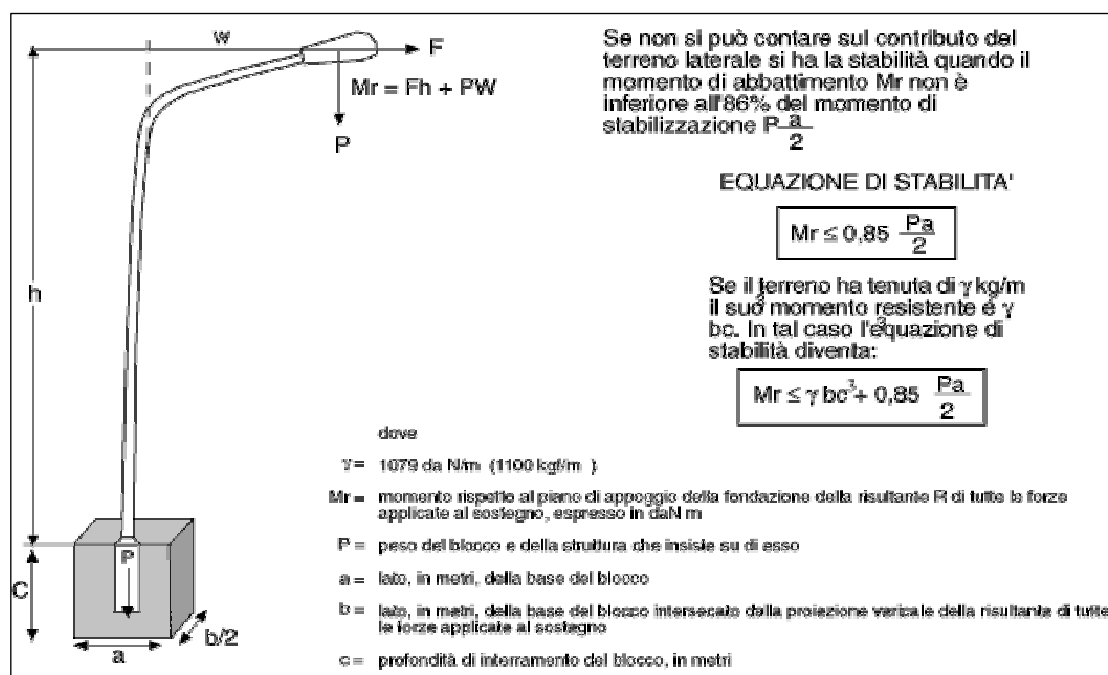 w
F
Mr = Fh + PW
P
h
P
C
a
b/2
Se non si può contare sul contributo del
terreno laterale si ha la stabilità quando il
momento di abbattimento Mr non è
inferiore all'86% del momento di
stabilizzazione P a/2
EQUAZIONE DI STABILITA'
Mr ≤ 0,85 Pa/2
Se il terreno ha tenuta di γ kg/m³
il suo momento resistente è γ
bc³. In tal caso l'equazione di
stabilità diventa:
Mr ≤ γ bc³ + 0,85 Pa/2
dove
γ = 1079 da N/m (1100 kgf/m )
Mr = momento rispetto al piano di appoggio della fondazione della risultante R di tutte le forze
applicate al sostegno, espresso in daN m
P = peso del blocco e della struttura che insiste su di esso
a = lato, in metri, della base del blocco
b = lato, in metri, della base del blocco intersecato dalla proiezione vericale della risultante di tutte
le forze applicate al sostegno
c = profondità di interramento del blocco, in metri